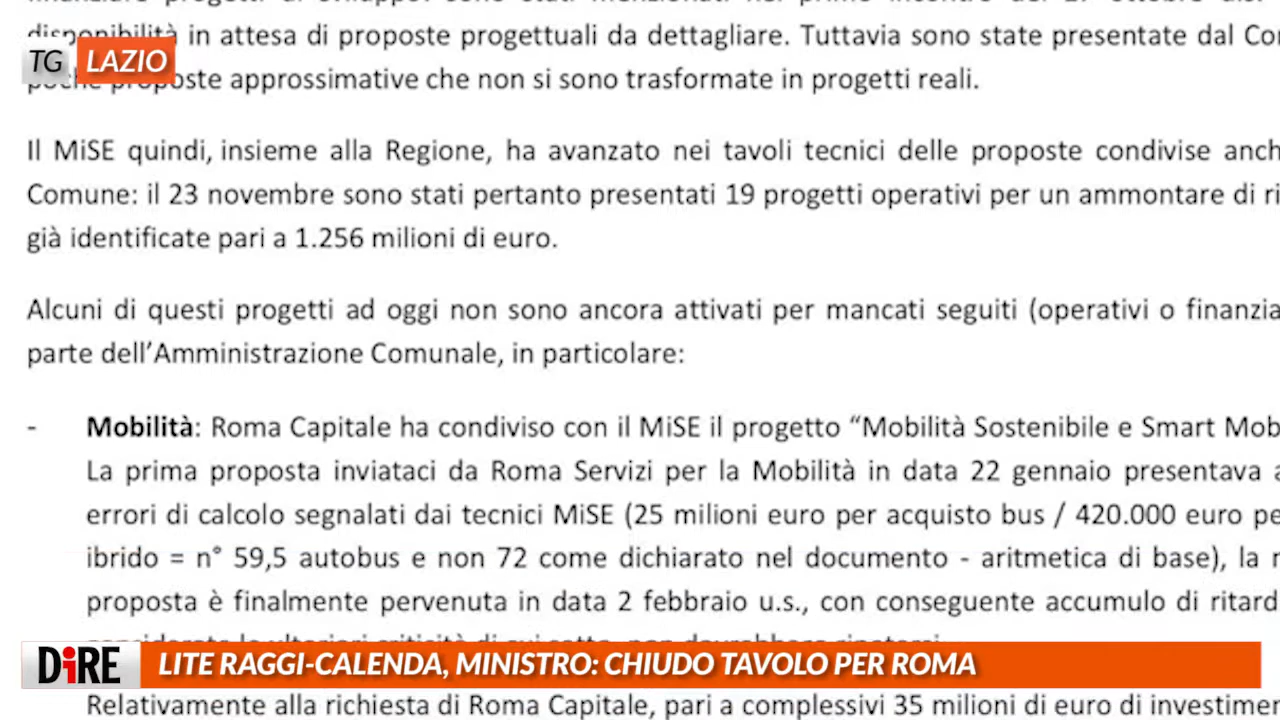 disponibilità in attesa di proposte progettuali da dettagliare. Tuttavia sono state presentate dal
TG LAZIO
poche proposte approssimative che non si sono trasformate in progetti reali.
Il MiSE quindi, insieme alla Regione, ha avanzato nei tavoli tecnici delle proposte condivise anch
Comune: il 23 novembre sono stati pertanto presentati 19 progetti operativi per un ammontare di ri
già identificate pari a 1.256 milioni di euro.
Alcuni di questi progetti ad oggi non sono ancora attivati per mancati seguiti (operativi o finanzia
parte dell'Amministrazione Comunale, in particolare:
- Mobilità: Roma Capitale ha condiviso con il MiSE il progetto “Mobilità Sostenibile e Smart Mob
La prima proposta inviataci da Roma Servizi per la Mobilità in data 22 gennaio presentava a
errori di calcolo segnalati dai tecnici MiSE (25 milioni euro per acquisto bus / 420.000 euro pe
ibrido = n° 59,5 autobus e non 72 come dichiarato nel documento - aritmetica di base), la
proposta è finalmente pervenuta in data 2 febbraio u.s., con conseguente accumulo di ritard
DiRE LITE RAGGI-CALENDA, MINISTRO: CHIUDO TAVOLO PER ROMA
Relativamente alla richiesta di Roma Capitale, pari a complessivi 35 milioni di euro di investimen